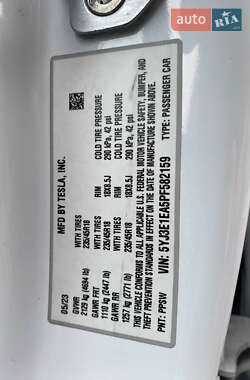 AUTO.RIA
MFD BY TESLA, INC.
05/23
GVWR
2129 kg (4694 lb)
WITH TIRES
235/45R18
RIM
18X8.5J
COLD TIRE PRESSURE
290 kPa, 42 psi
GAWR FRT
1110 kg (2447 lb)
WITH TIRES
235/45R18
RIM
18X8.5J
COLD TIRE PRESSURE
290 kPa, 42 psi
GAWR RR
1257 kg (2771 lb)
THIS VEHICLE CONFORMS TO ALL APPLICABLE U.S. FEDERAL MOTOR VEHICLE SAFETY, BUMPER, AND
THEFT PREVENTION STANDARDS IN EFFECT ON THE DATE OF MANUFACTURE SHOWN ABOVE.
VIN: 5YJ3E1EA5PF582159
TYPE: PASSENGER CAR
PNT: PPSW